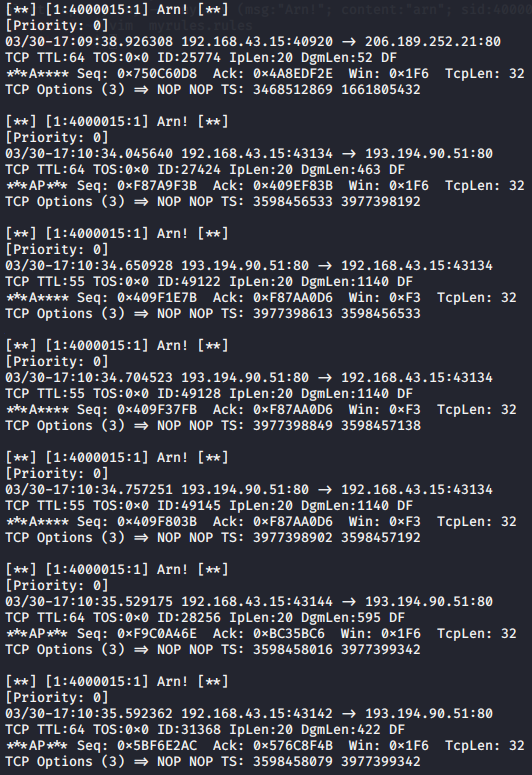 (msg:"Arn!"; content:"arn"; sid:40000
[**] [1:4000015:1] Arn! [**]
vim myrules.rules
[Priority: 0]
03/30-17:09:38.926308 192.168.43.15:40920 → 206.189.252.21:80
TCP TTL:64 TOS:0×0 ID:25774 IpLen:20 DgmLen:52 DF
***A**** Seq: 0×750C60D8 Ack: 0×4A8EDF2E Win: 0×1F6 TcpLen: 32
TCP Options (3) ⇒ NOP NOP TS: 3468512869 1661805432
[**] [1:4000015:1] Arn! [**]
[Priority: 0]
03/30-17:10:34.045640 192.168.43.15:43134 → 193.194.90.51:80
TCP TTL:64 TOS:0×0 ID:27424 IpLen:20 DgmLen:463 DF
***AP*** Seq: 0×F87A9F3B Ack: 0×409EF83B Win: 0×1F6 TcpLen: 32
TCP Options (3) ⇒ NOP NOP TS: 3598456533 3977398192
[**] [1:4000015:1] Arn! [**]
[Priority: 0]
03/30-17:10:34.650928 193.194.90.51:80 → 192.168.43.15:43134
TCP TTL:55 TOS:0×0 ID:49122 IpLen:20 DgmLen:1140 DF
***A**** Seq: 0×409F1E7B Ack: 0×F87AA0D6 Win: 0×F3 TcpLen: 32
TCP Options (3) ⇒ NOP NOP TS: 3977398613 3598456533
[**] [1:4000015:1] Arn! [**]
[Priority: 0]
03/30-17:10:34.704523 193.194.90.51:80 → 192.168.43.15:43134
TCP TTL:55 TOS:0×0 ID:49128 IpLen:20 DgmLen:1140 DF
***A**** Seq: 0×409F37FB Ack: 0×F87AA0D6 Win: 0×F3 TcpLen: 32
TCP Options (3) ⇒ NOP NOP TS: 3977398849 3598457138
[**] [1:4000015:1] Arn! [**]
[Priority: 0]
03/30-17:10:34.757251 193.194.90.51:80 → 192.168.43.15:43134
TCP TTL:55 TOS:0×0 ID:49145 IpLen:20 DgmLen:1140 DF
***A**** Seq: 0×409F803B Ack: 0×F87AA0D6 Win: 0×F3 TcpLen: 32
TCP Options (3) ⇒ NOP NOP TS: 3977398902 3598457192
[**] [1:4000015:1] Arn! [**]
[Priority: 0]
03/30-17:10:35.529175 192.168.43.15:43144 → 193.194.90.51:80
TCP TTL:64 TOS:0×0 ID:28256 IpLen:20 DgmLen:595 DF
***AP*** Seq: 0×F9C0A46E Ack: 0×BC35BC6 Win: 0×1F6 TcpLen: 32
TCP Options (3) ⇒ NOP NOP TS: 3598458016 3977399342
[**] [1:4000015:1] Arn! [**]
[Priority: 0]
03/30-17:10:35.592362 192.168.43.15:43142 → 193.194.90.51:80
TCP TTL:64 TOS:0×0 ID:31368 IpLen:20 DgmLen:422 DF
***AP*** Seq: 0×5BF6E2AC Ack: 0×576C8F4B Win: 0×1F6 TcpLen: 32
TCP Options (3) ⇒ NOP NOP TS: 3598458079 3977399342